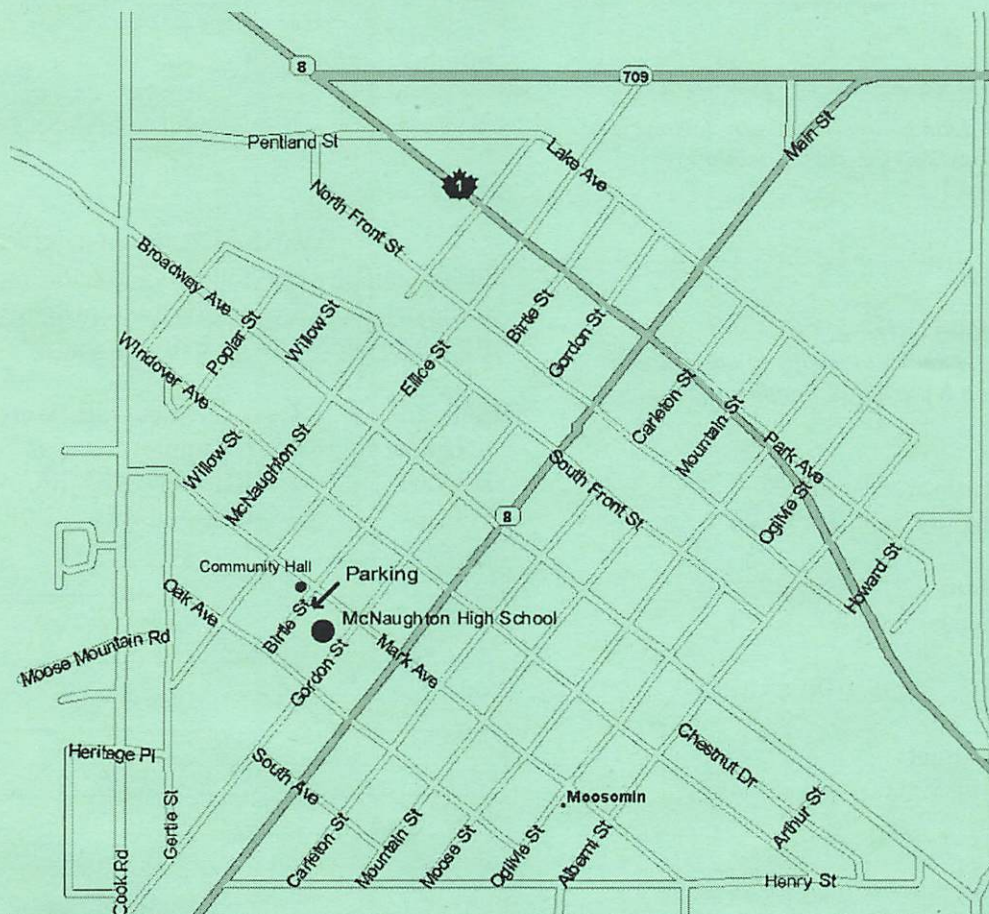 8
709
Pentland St
Main St
Lake Ave
1
North Front St
Broadway Ave
Birtle St
Gordon St
Willow St
Poplar St
Windover Ave
Ellice St
Carleton St
Mountain St
Park Ave
Willow St
McNaughton St
South Front St
Ogilvie St
8
Howard St
Community Hall
Parking
Oak Ave
Birtle St
McNaughton High School
Moose Mountain Rd
Gordon St
Mark Ave
Heritage Pl
South Ave
Chestnut Dr
Moosomin
Gertie St
Arthur St
Carleton St
Mountain St
Moose St
Ogilvie St
Albernt St
Cook Rd
Henry St